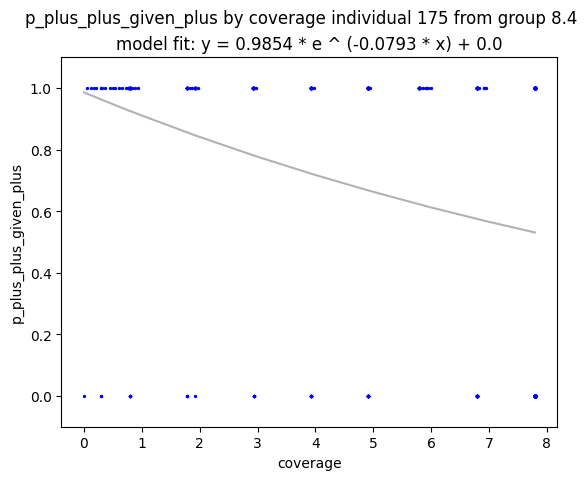 p_plus_plus_given_plus by coverage individual 175 from group 8.4
model fit: y = 0.9854 * e ^ (-0.0793 * x) + 0.0
p_plus_plus_given_plus
1.0
0.8
0.6
0.4
0.2
0.0
0 1 2 3 4 5 6 7 8
coverage